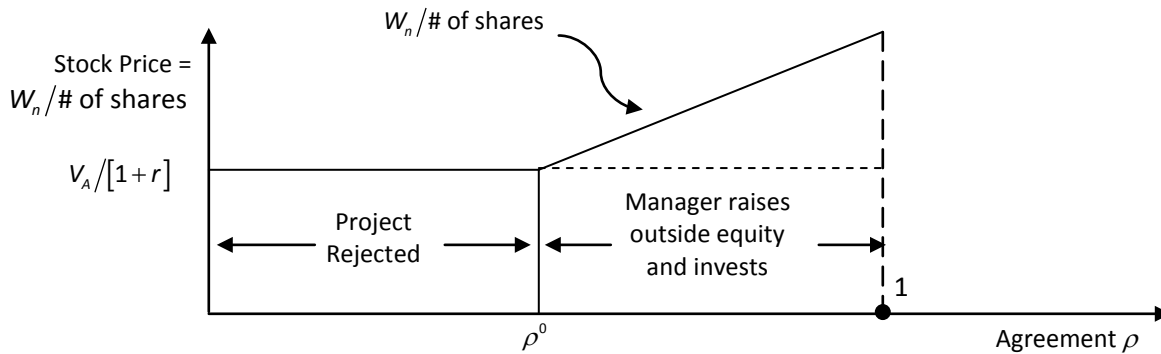 W_n/# of shares
Stock Price =
W_n/# of shares
V_A/[1+r]
Project
Rejected
Manager raises
outside equity
and invests
1
ρ^0
Agreement ρ